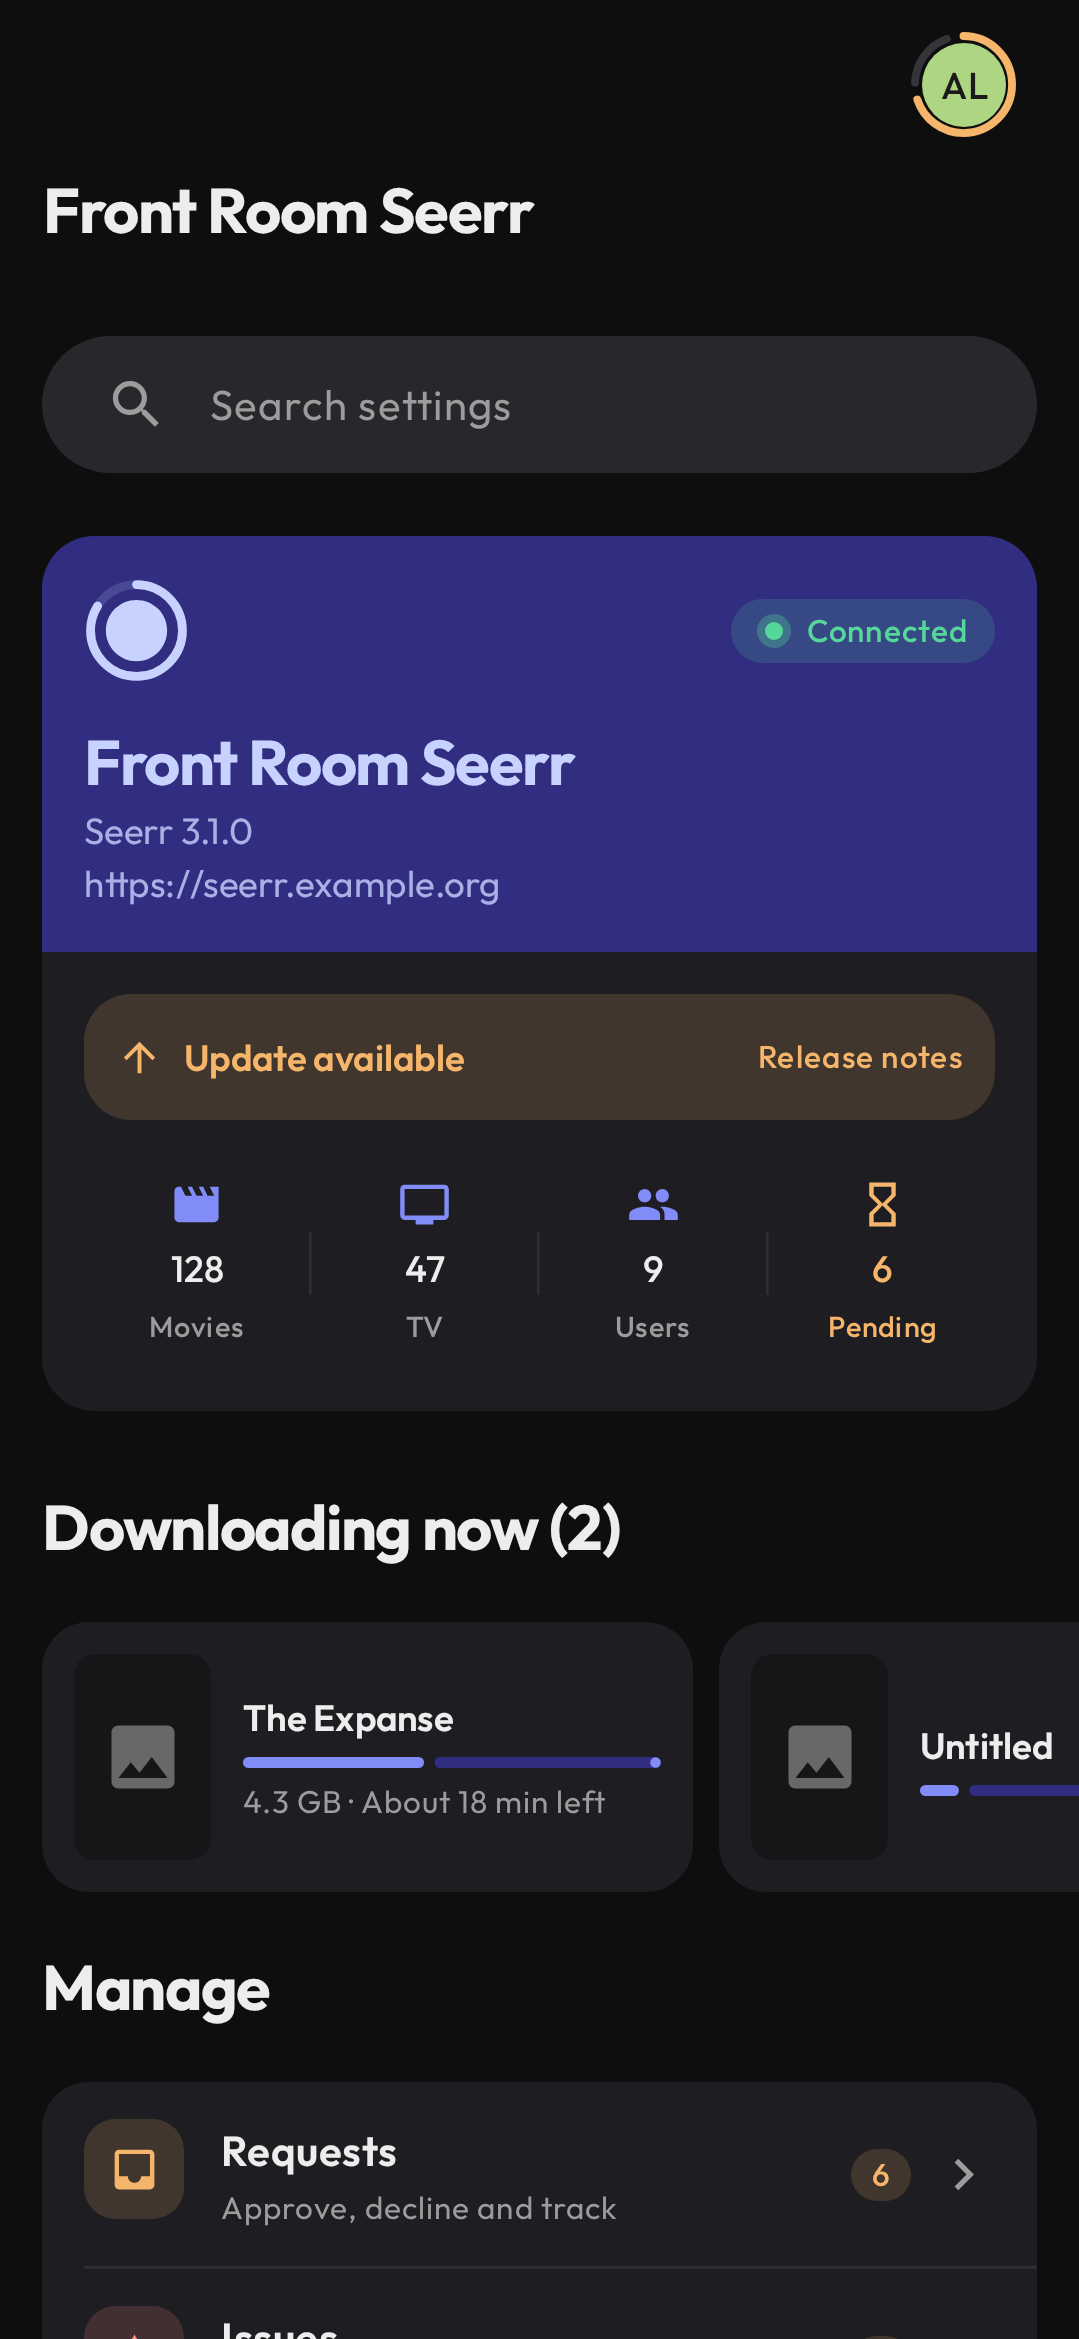 AL
Front Room Seerr
Search settings
Connected
Front Room Seerr
Seerr 3.1.0
https://seerr.example.org
Update available
Release notes
128
47
9
6
Movies
TV
Users
Pending
Downloading now (2)
The Expanse
4.3 GB · About 18 min left
Untitled
Manage
Requests
Approve, decline and track
6
Issues